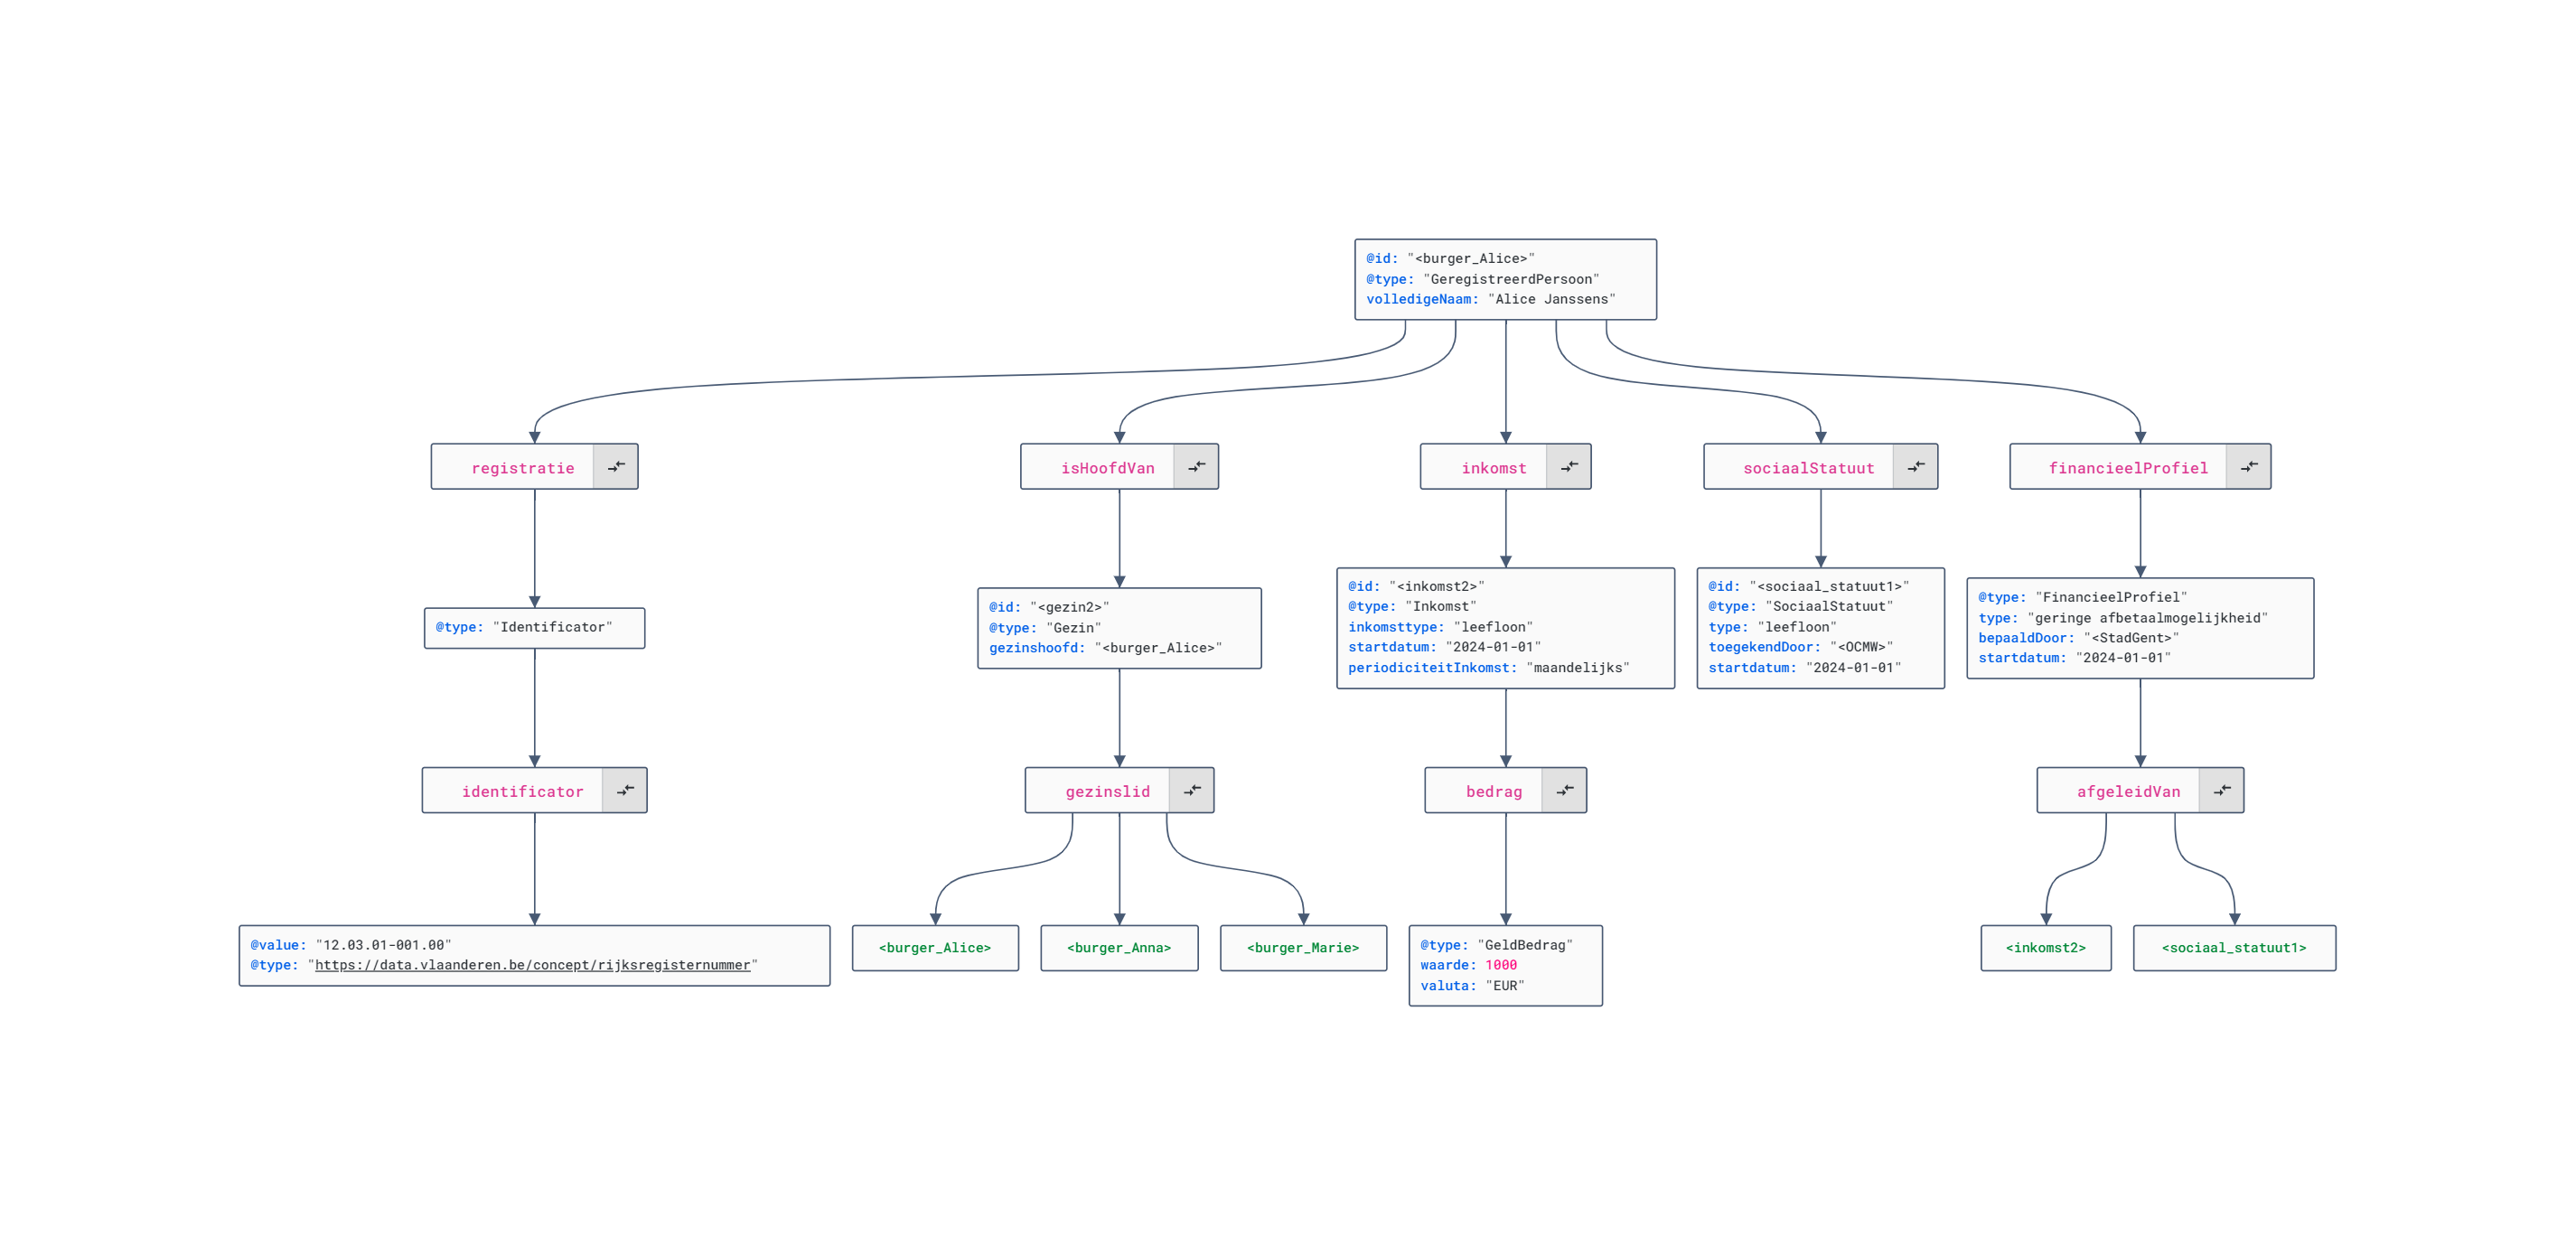 @id: "<burger_Alice>"
@type: "GeregistreerdPersoon"
volledigeNaam: "Alice Janssens"
registratie
isHoofdVan
inkomst
sociaalStatuut
financieelProfiel
@type: "Identificator"
@id: "<gezin2>"
@type: "Gezin"
gezinshoofd: "<burger_Alice>"
@id: "<inkomst2>"
@type: "Inkomst"
inkomsttype: "leefloon"
startdatum: "2024-01-01"
periodiciteitInkomst: "maandelijks"
@id: "<sociaal_statuut1>"
@type: "SociaalStatuut"
type: "leefloon"
toegekendDoor: "<OCMW>"
startdatum: "2024-01-01"
@type: "FinancieelProfiel"
type: "geringe afbetaalmogelijkheid"
bepaaldDoor: "<StadGent>"
startdatum: "2024-01-01"
identificator
gezinslid
bedrag
afgeleidVan
@value: "12.03.01-001.00"
@type: "https://data.vlaanderen.be/concept/rijksregisternummer"
<burger_Alice>
<burger_Anna>
<burger_Marie>
@type: "GeldBedrag"
waarde: 1000
valuta: "EUR"
<inkomst2>
<sociaal_statuut1>